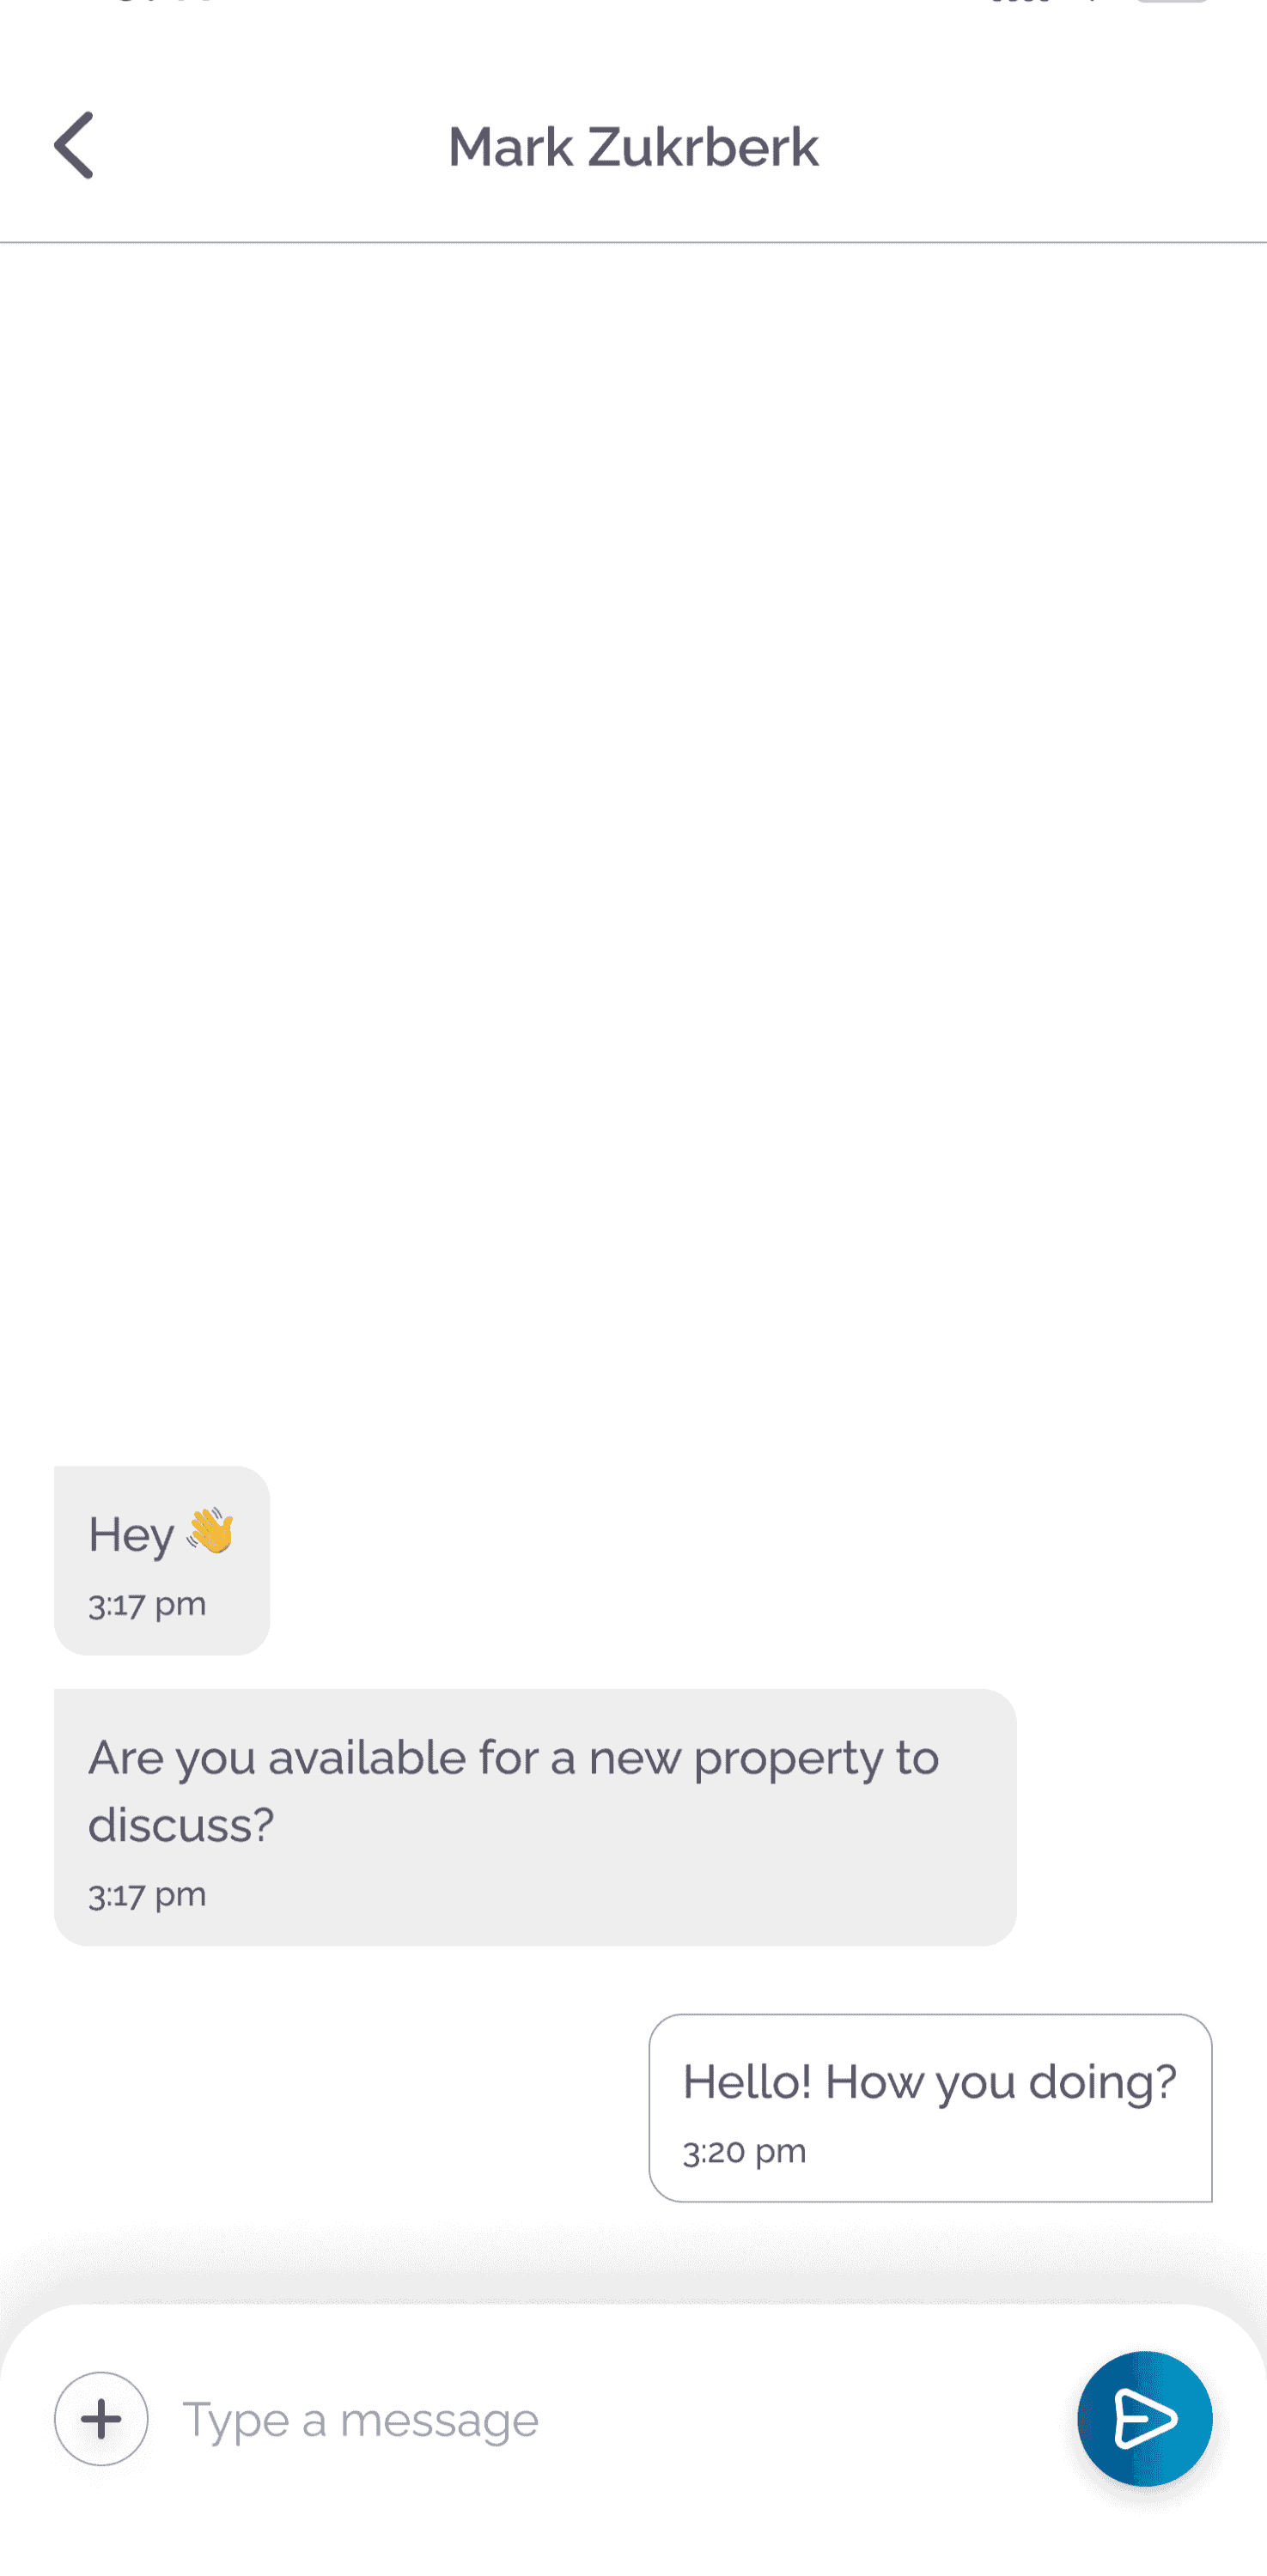 Mark Zukrberk
Hey 👋
3:17 pm
Are you available for a new property to
discuss?
3:17 pm
Hello! How you doing?
3:20 pm
Type a message